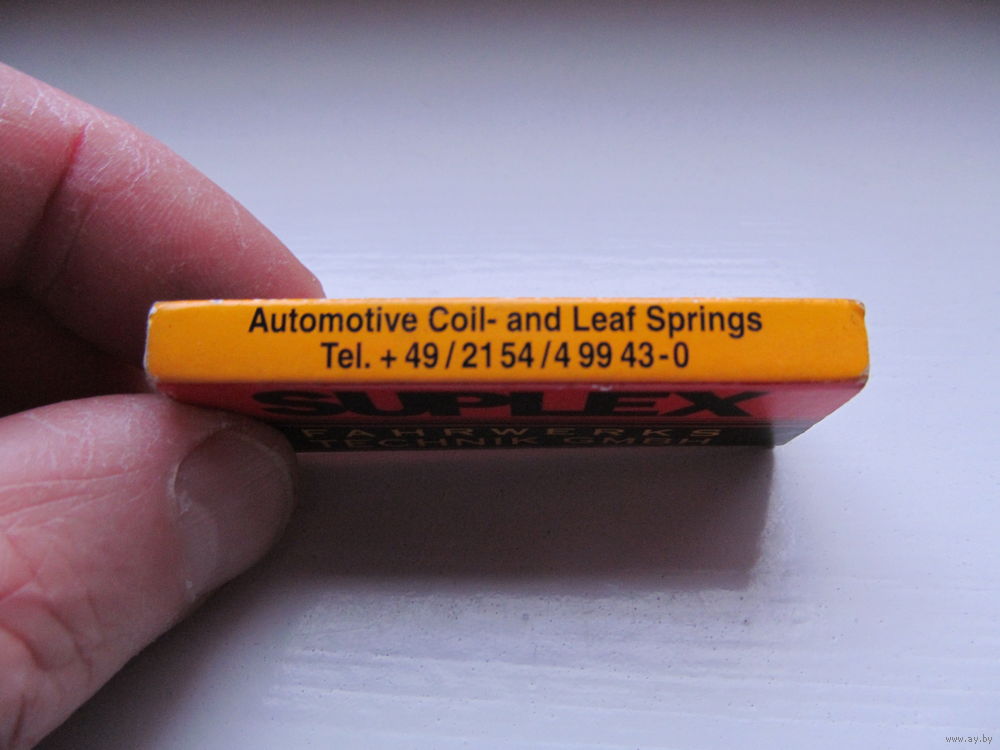 Automotive Coil- and Leaf Springs
Tel. + 49 / 21 54 / 4 99 43 - 0
SUPLEX
FAHRWERKS
TECHNIK GMBH
www.ay.by